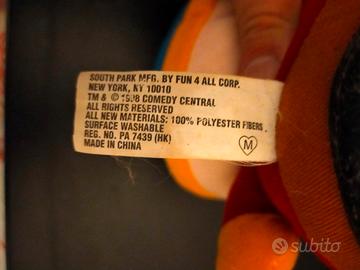 SOUTH PARK MFG. BY FUN 4 ALL CORP.
NEW YORK, NY 10010
TM & © 1998 COMEDY CENTRAL
ALL RIGHTS RESERVED
ALL NEW MATERIALS: 100% POLYESTER FIBERS
SURFACE WASHABLE
REG. NO. PA 7439 (HK)
MADE IN CHINA
M
subito